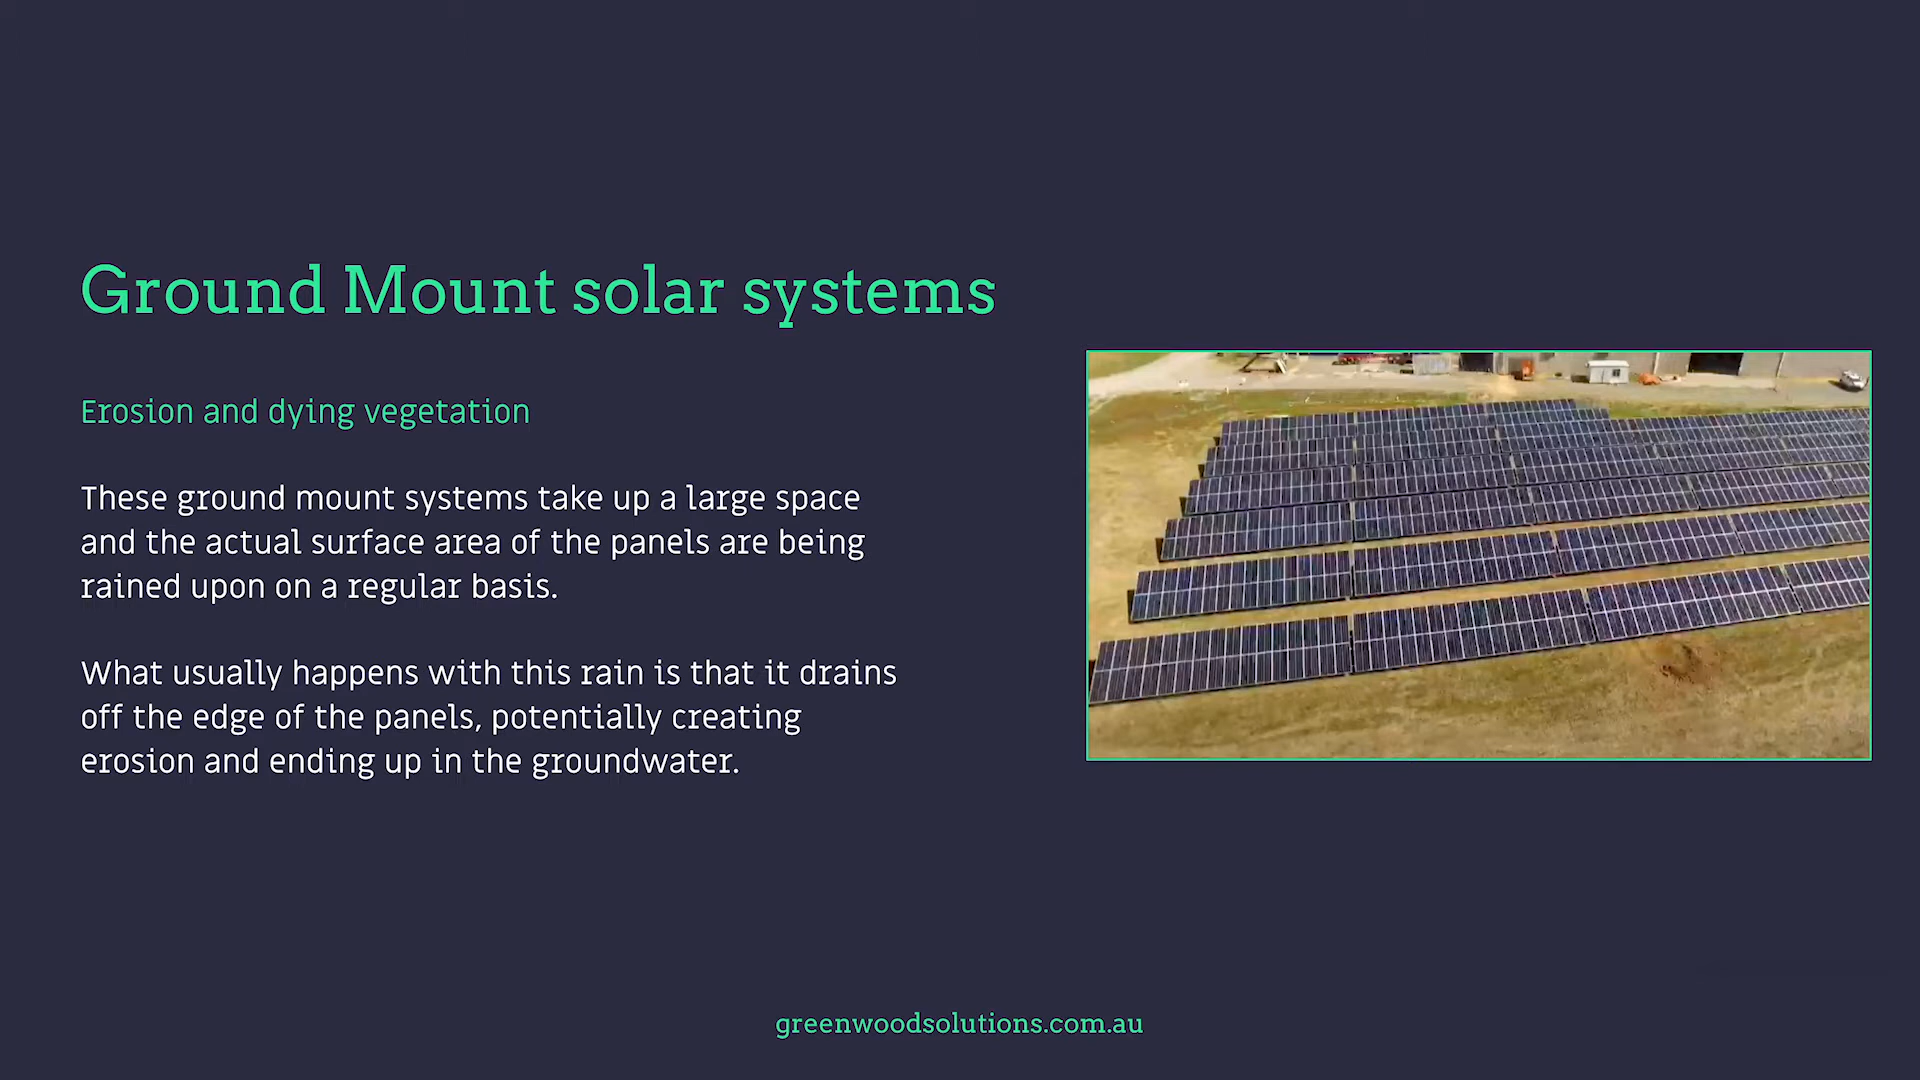 Ground Mount solar systems
Erosion and dying vegetation
These ground mount systems take up a large space
and the actual surface area of the panels are being
rained upon on a regular basis.
What usually happens with this rain is that it drains
off the edge of the panels, potentially creating
erosion and ending up in the groundwater.
greenwoodsolutions.com.au